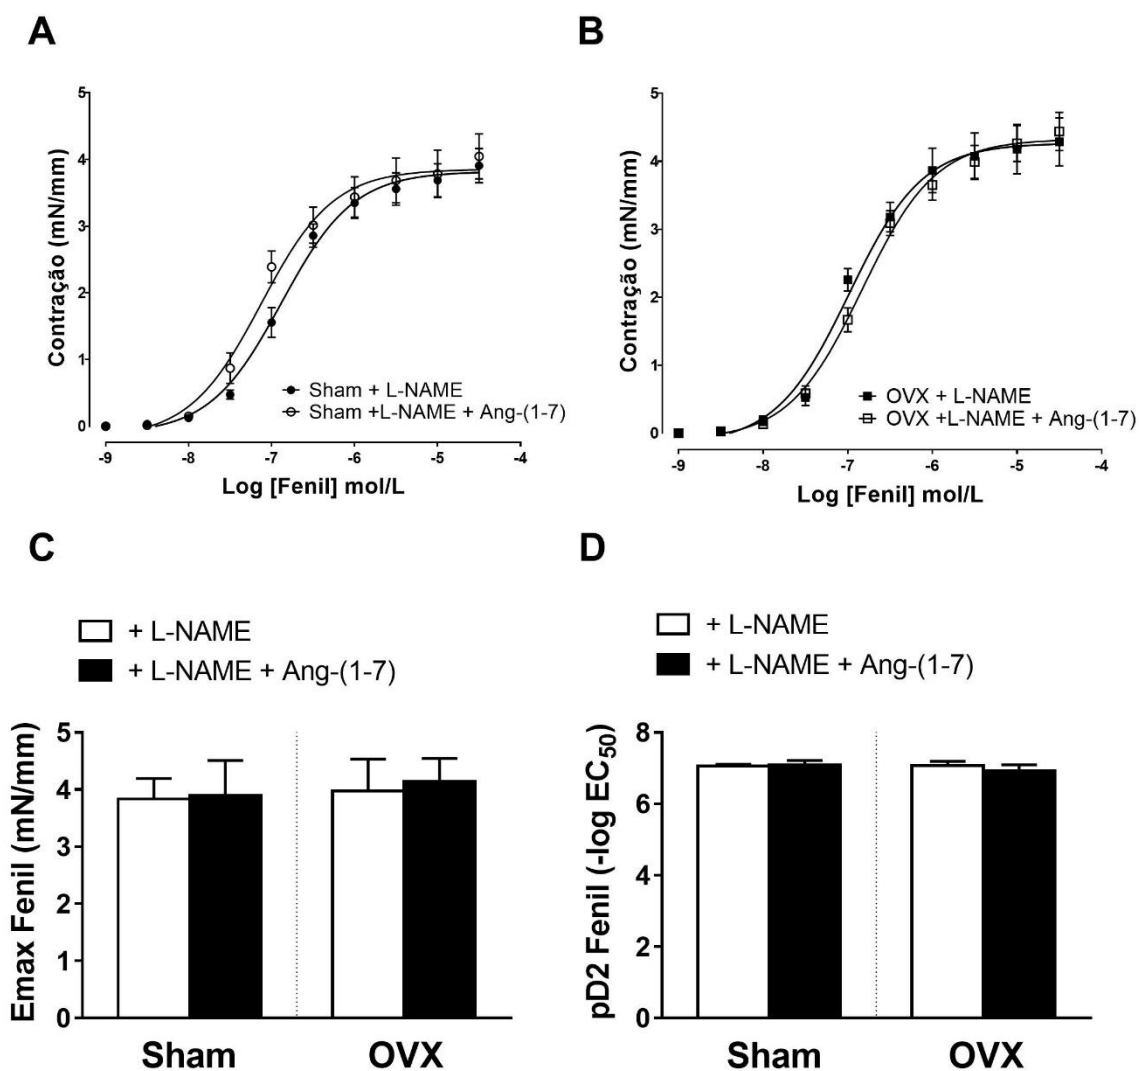 A
5
4
3
2
1
0
Contração (mN/mm)
Sham + L-NAME
Sham +L-NAME + Ang-(1-7)
-9 -8 -7 -6 -5 -4
Log [Fenil] mol/L
B
5
4
3
2
1
0
Contração (mN/mm)
OVX + L-NAME
OVX +L-NAME + Ang-(1-7)
-9 -8 -7 -6 -5 -4
Log [Fenil] mol/L
C
+ L-NAME
+ L-NAME + Ang-(1-7)
5
4
3
2
1
0
Emax Fenil (mN/mm)
Sham OVX
D
+ L-NAME
+ L-NAME + Ang-(1-7)
8
6
4
2
0
pD2 Fenil (-log EC50)
Sham OVX